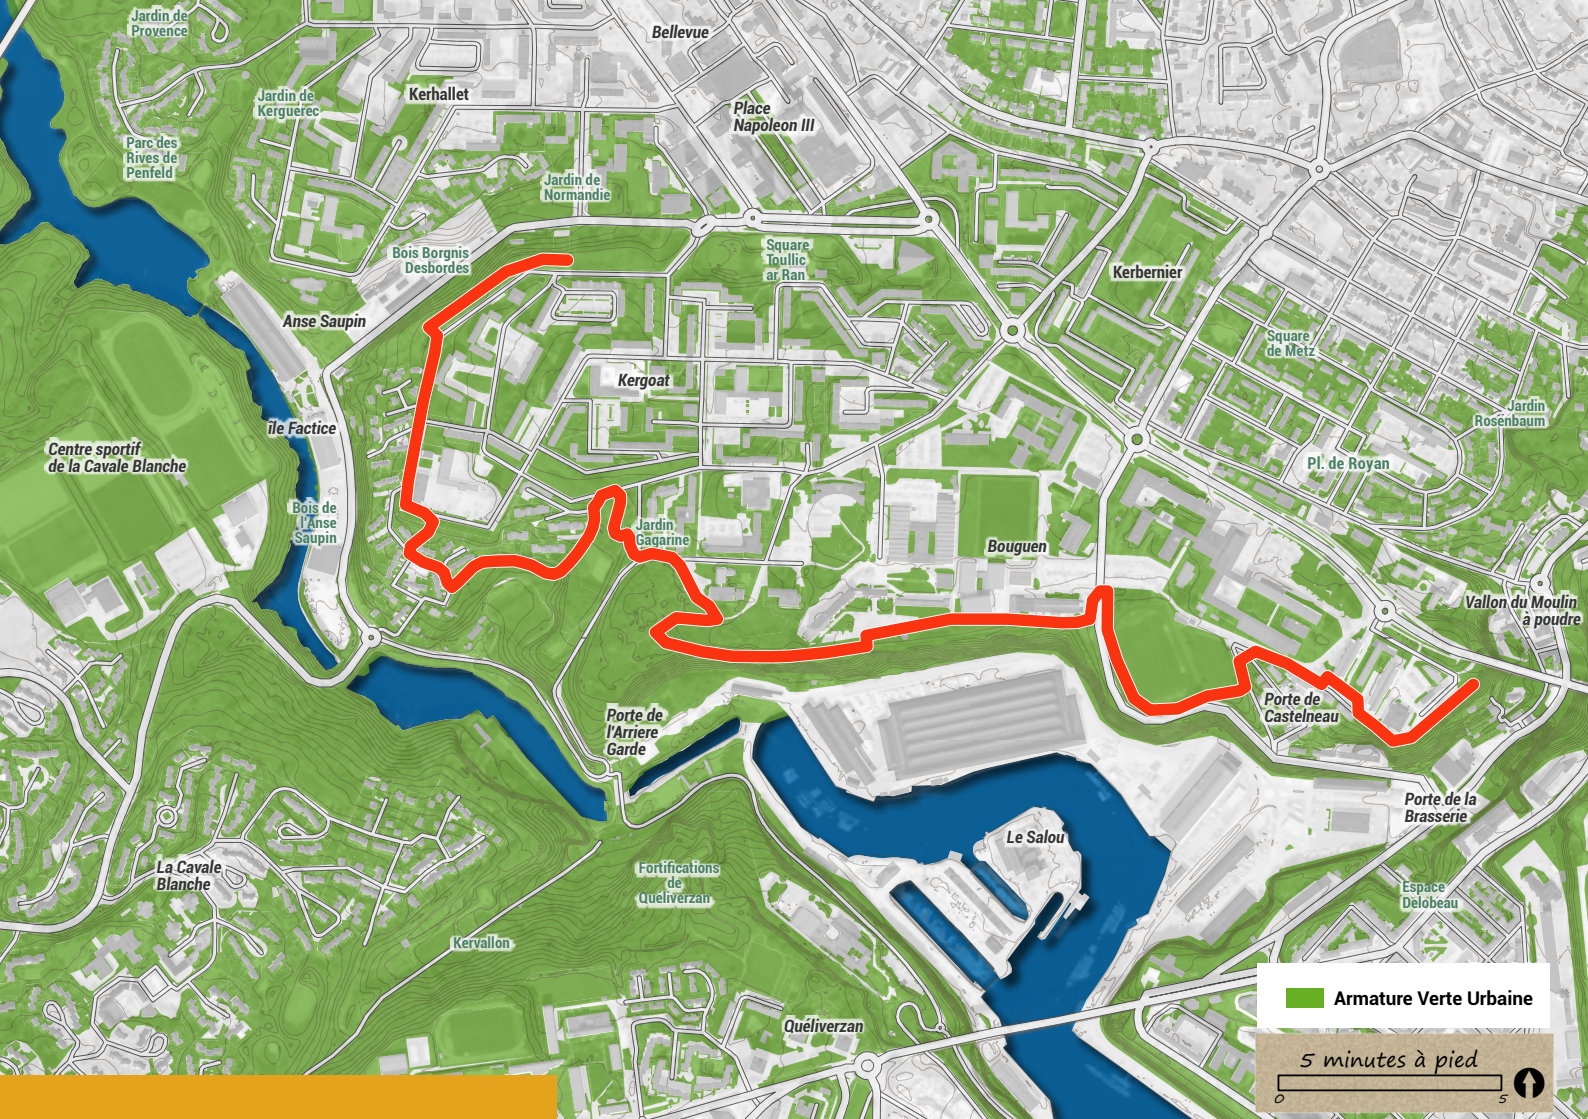 Jardin de
Provence
Bellevue
Jardin de
Kerguerec
Kerhallet
Place
Napoleon III
Parc des
Rives de
Penfeld
Jardin de
Normandie
Bois Borgnis
Desbordes
Square
Toullic
ar Ran
Kerbernier
Anse Saupin
Square
de Metz
Kergoat
Jardin
Rosenbaum
île Factice
Centre sportif
de la Cavale Blanche
Pl. de Royan
Bois de
l'Anse
Saupin
Jardin
Gagarine
Bouguen
Vallon du Moulin
à poudre
Porte de
Castelneau
Porte de
l'Arriere
Garde
Porte de la
Brasserie
Le Salou
La Cavale
Blanche
Fortifications
de
Quéliverzan
Espace
Delobeau
Kervallon
Quéliverzan
Armature Verte Urbaine
5 minutes à pied
0 5